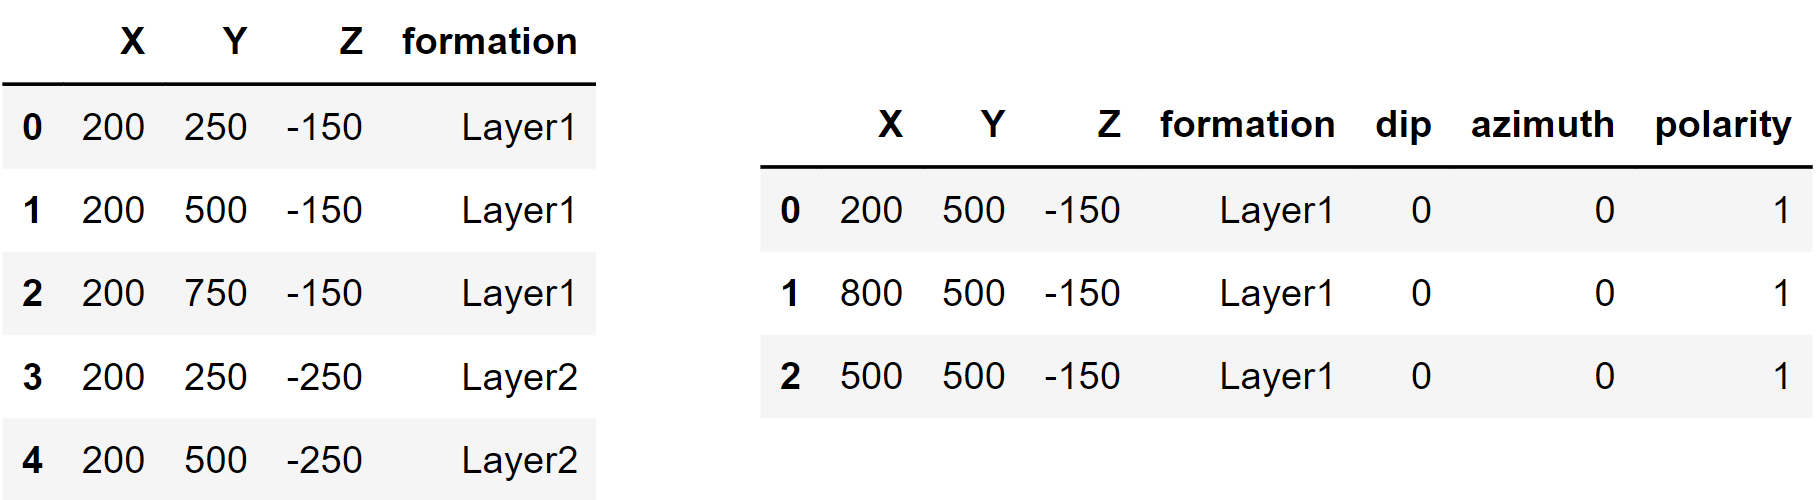 X Y Z formation
0 200 250 -150 Layer1
1 200 500 -150 Layer1
2 200 750 -150 Layer1
3 200 250 -250 Layer2
4 200 500 -250 Layer2
X Y Z formation dip azimuth polarity
0 200 500 -150 Layer1 0 0 1
1 800 500 -150 Layer1 0 0 1
2 500 500 -150 Layer1 0 0 1